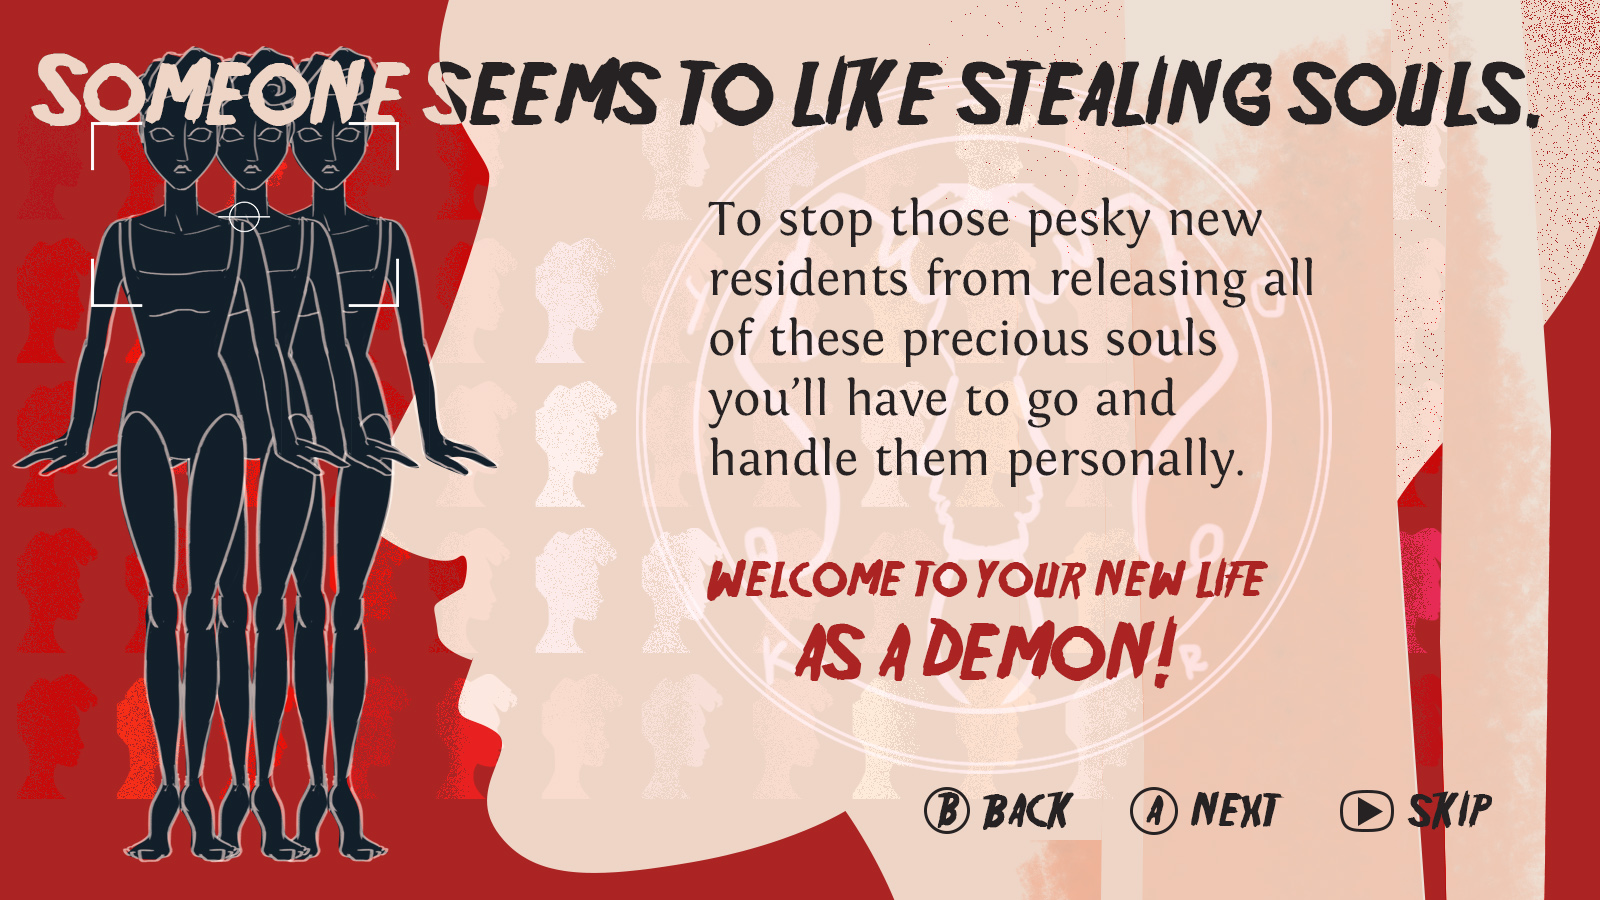 SOMEONE SEEMS TO LIKE STEALING SOULS.
To stop those pesky new
residents from releasing all
of these precious souls
you’ll have to go and
handle them personally.
WELCOME TO YOUR NEW LIFE
AS A DEMON!
B BACK A NEXT SKIP